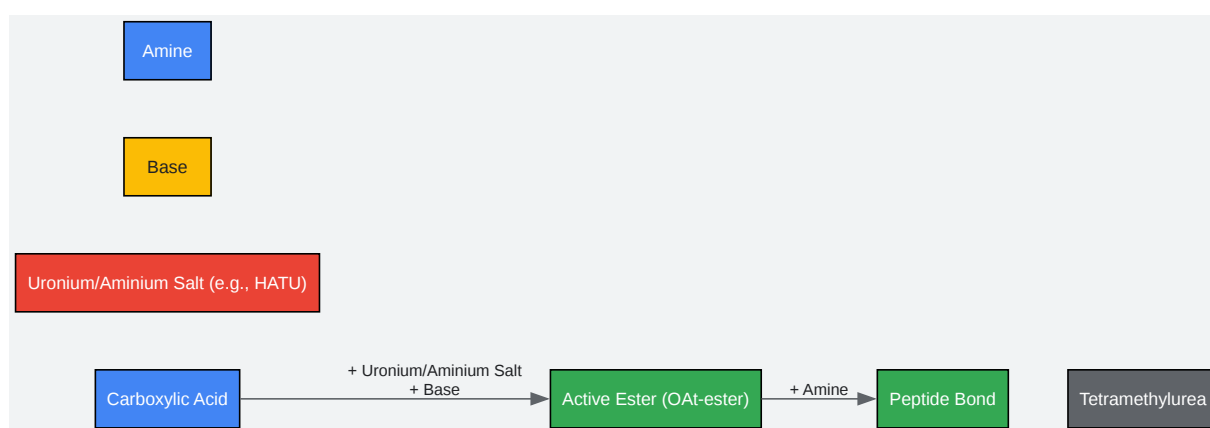 Amine
Base
Uronium/Aminium Salt (e.g., HATU)
Carboxylic Acid
+ Uronium/Aminium Salt
+ Base
Active Ester (OAt-ester)
+ Amine
Peptide Bond
Tetramethylurea